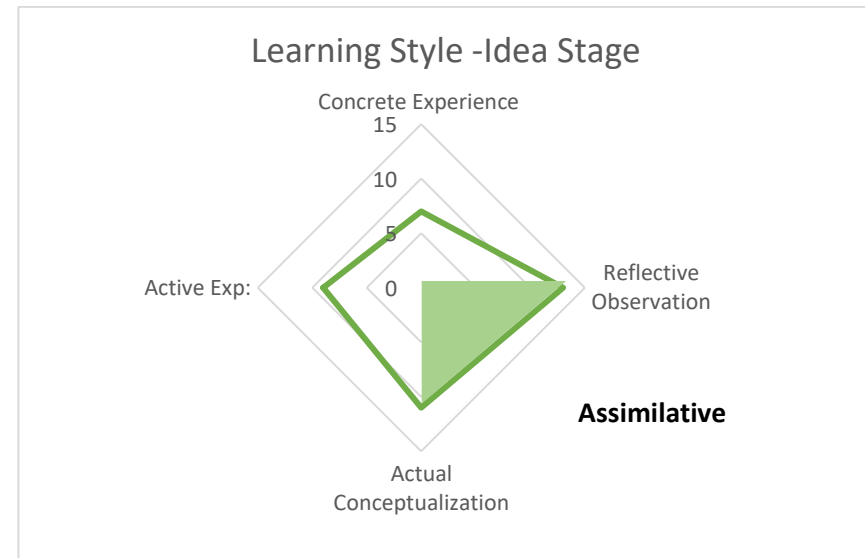 Learning Style -Idea Stage
Concrete Experience
15
10
5
0
Active Exp:
Reflective
Observation
Assimilative
Actual
Conceptualization